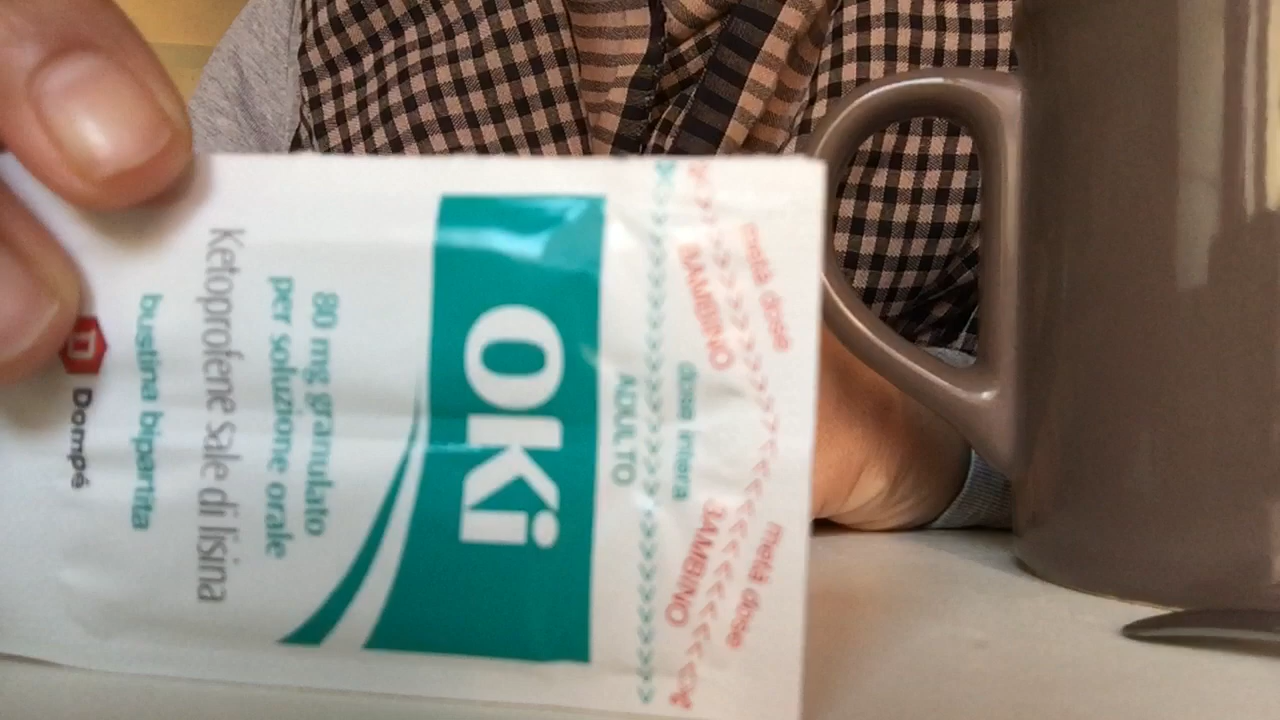 metà dose
BAMBINO
metà dose
BAMBINO
dose intera
ADULTO
OKi
80 mg granulato
per soluzione orale
Ketoprofene sale di lisina
bustina bipartita
Dompé